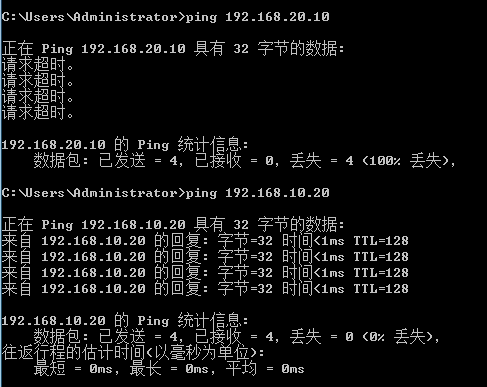 C:\Users\Administrator>ping 192.168.20.10
正在 Ping 192.168.20.10 具有 32 字节的数据:
请求超时。
请求超时。
请求超时。
请求超时。
192.168.20.10 的 Ping 统计信息:
数据包: 已发送 = 4, 已接收 = 0, 丢失 = 4 (100% 丢失),
C:\Users\Administrator>ping 192.168.10.20
正在 Ping 192.168.10.20 具有 32 字节的数据:
来自 192.168.10.20 的回复: 字节=32 时间<1ms TTL=128
来自 192.168.10.20 的回复: 字节=32 时间<1ms TTL=128
来自 192.168.10.20 的回复: 字节=32 时间<1ms TTL=128
来自 192.168.10.20 的回复: 字节=32 时间<1ms TTL=128
192.168.10.20 的 Ping 统计信息:
数据包: 已发送 = 4, 已接收 = 4, 丢失 = 0 (0% 丢失),
往返行程的估计时间(以毫秒为单位):
最短 = 0ms, 最长 = 0ms, 平均 = 0ms